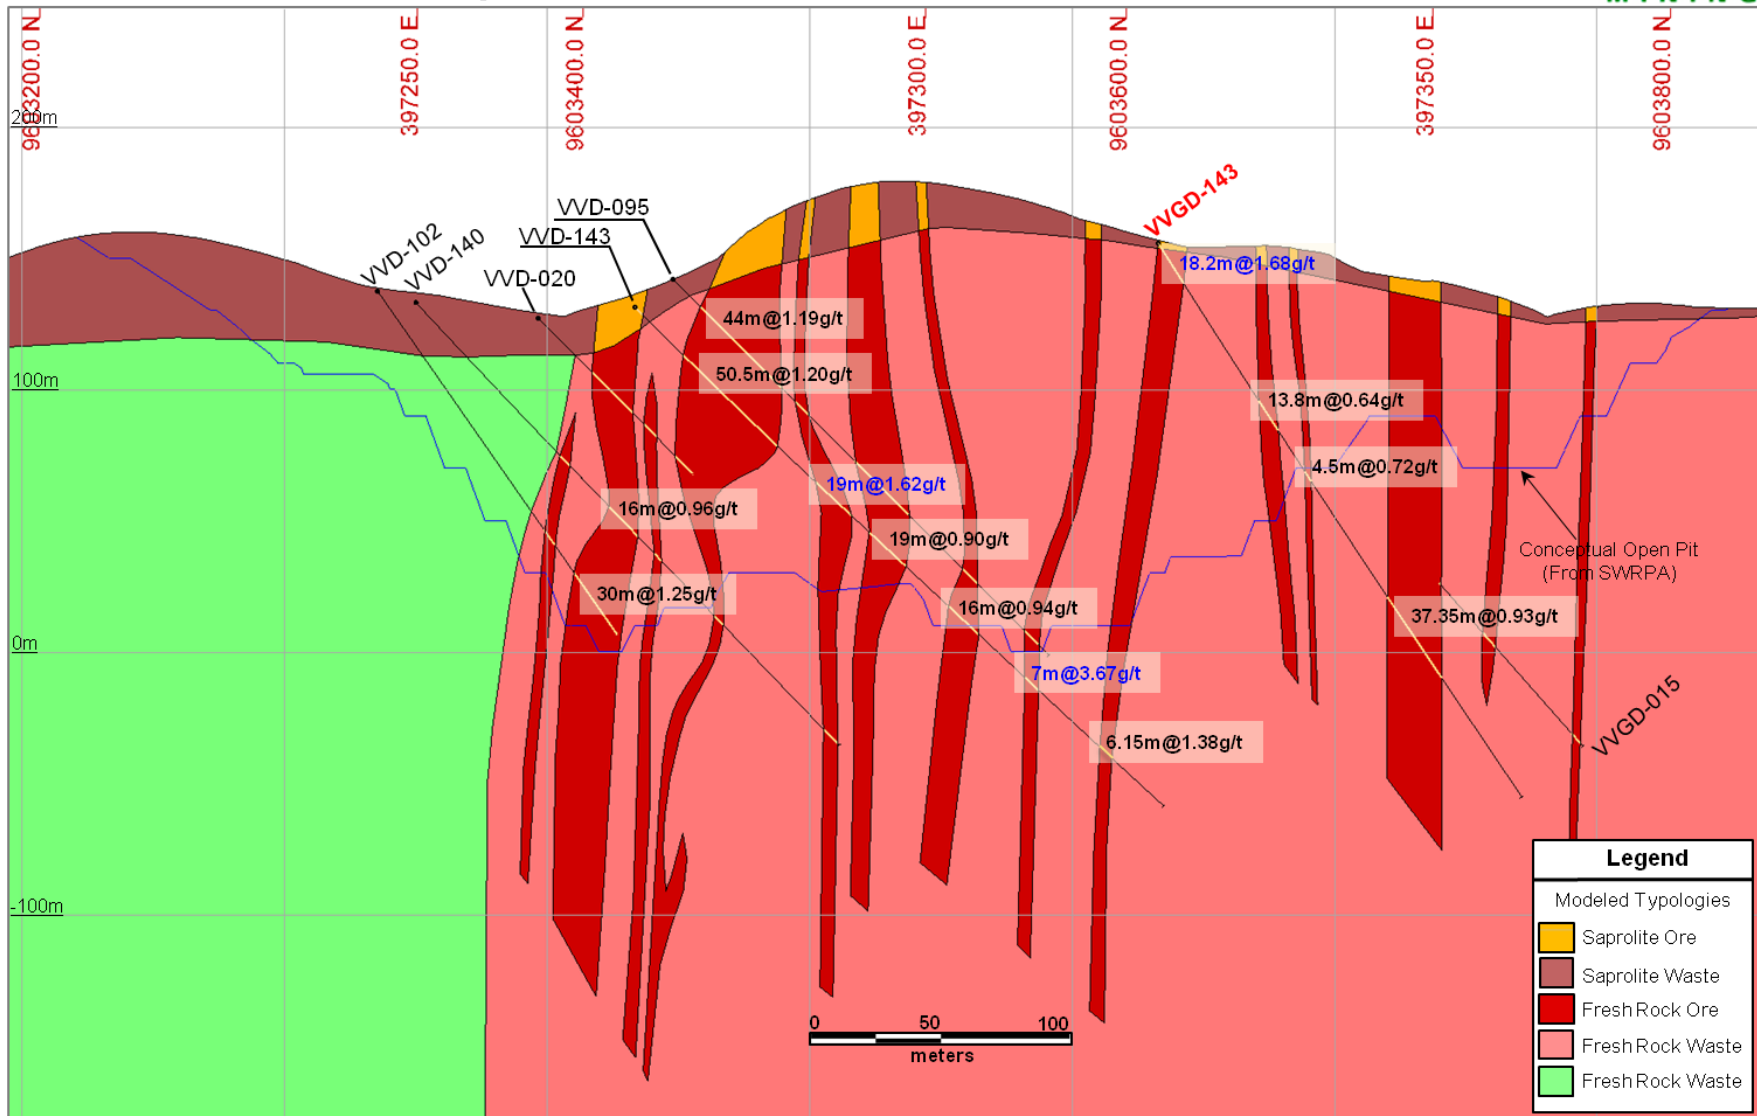 9603200.0 N
397250.0 E
9603400.0 N
397300.0 E
9603600.0 N
397350.0 E
9603800.0 N
200m
100m
0m
-100m
VVD-102
VVD-140
VVD-020
VVD-143
VVD-095
VVGD-143
18.2m@1.68g/t
44m@1.19g/t
50.5m@1.20g/t
13.8m@0.64g/t
4.5m@0.72g/t
19m@1.62g/t
16m@0.96g/t
19m@0.90g/t
Conceptual Open Pit
(From SWRPA)
30m@1.25g/t
16m@0.94g/t
37.35m@0.93g/t
7m@3.67g/t
6.15m@1.38g/t
VVGD-015
0 50 100
meters
Legend
Modeled Typologies
Saprolite Ore
Saprolite Waste
Fresh Rock Ore
Fresh Rock Waste
Fresh Rock Waste